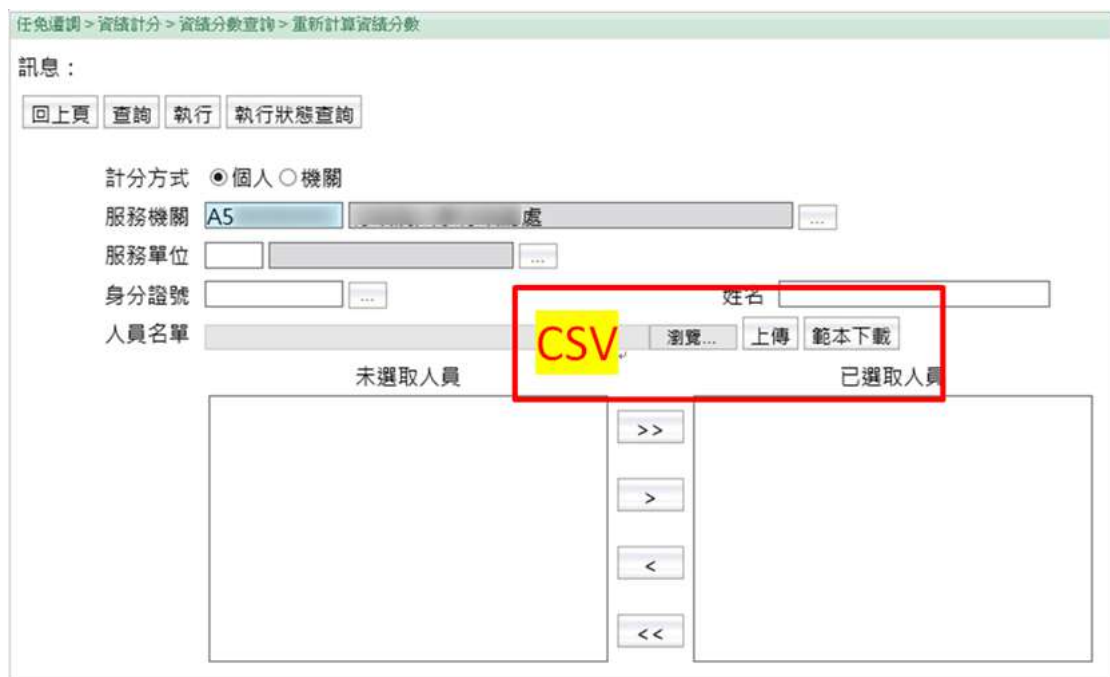 任免遷調 > 資績計分 > 資績分數查詢 > 重新計算資績分數
訊息：
回上頁 查詢 執行 執行狀態查詢
計分方式 個人 機關
服務機關 A5 處 ...
服務單位 ...
身分證號 ... 姓名
人員名單 CSV 瀏覽... 上傳 範本下載
未選取人員 已選取人員
>>
>
<
<<